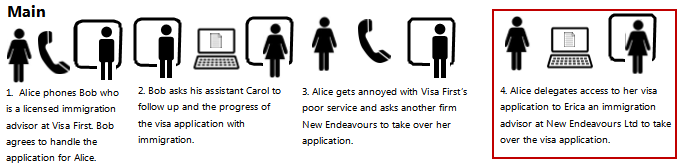 Main
1. Alice phones Bob who
is a licensed immigration
advisor at Visa First. Bob
agrees to handle the
application for Alice.
2. Bob asks his assistant Carol to
follow up and the progress of
the visa application with
immigration.
3. Alice gets annoyed with Visa First's
poor service and asks another firm
New Endeavours to take over her
application.
4. Alice delegates access to her visa
application to Erica an immigration
advisor at New Endeavours Ltd to take
over the visa application.